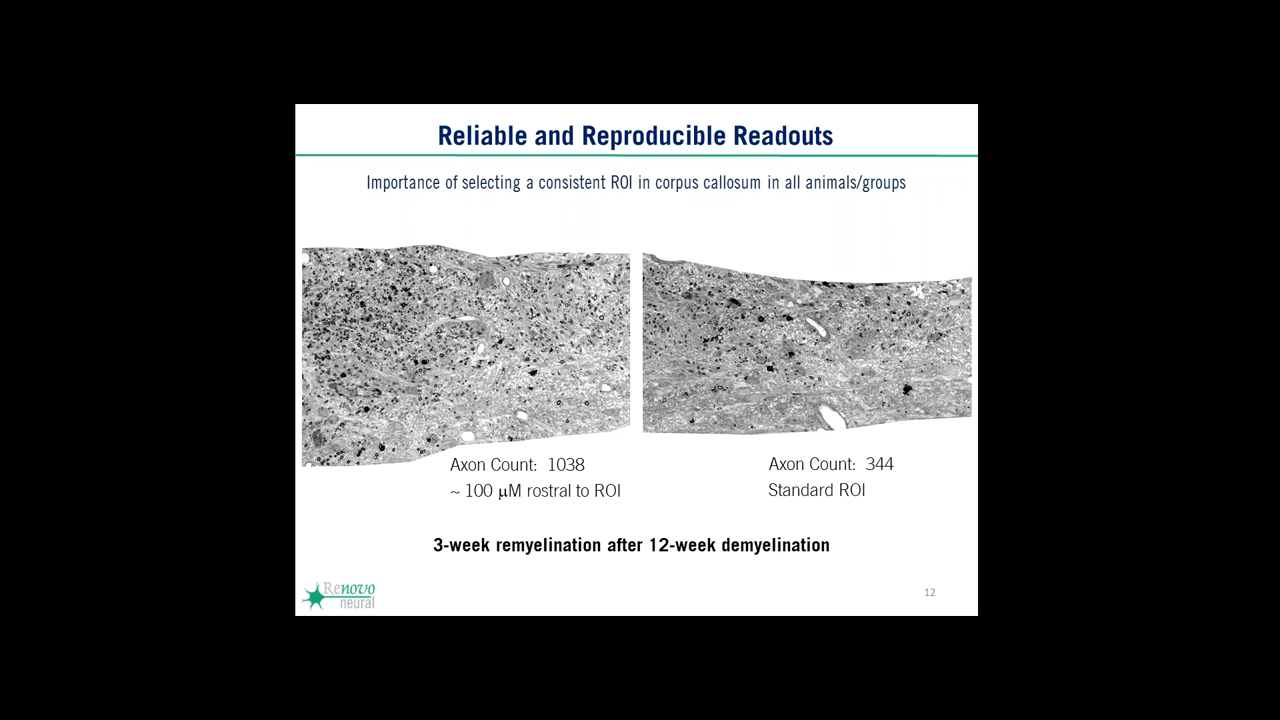 Reliable and Reproducible Readouts
Importance of selecting a consistent ROI in corpus callosum in all animals/groups
Axon Count: 1038
~ 100 µM rostral to ROI
Axon Count: 344
Standard ROI
3-week remyelination after 12-week demyelination
Renovo
neural
12